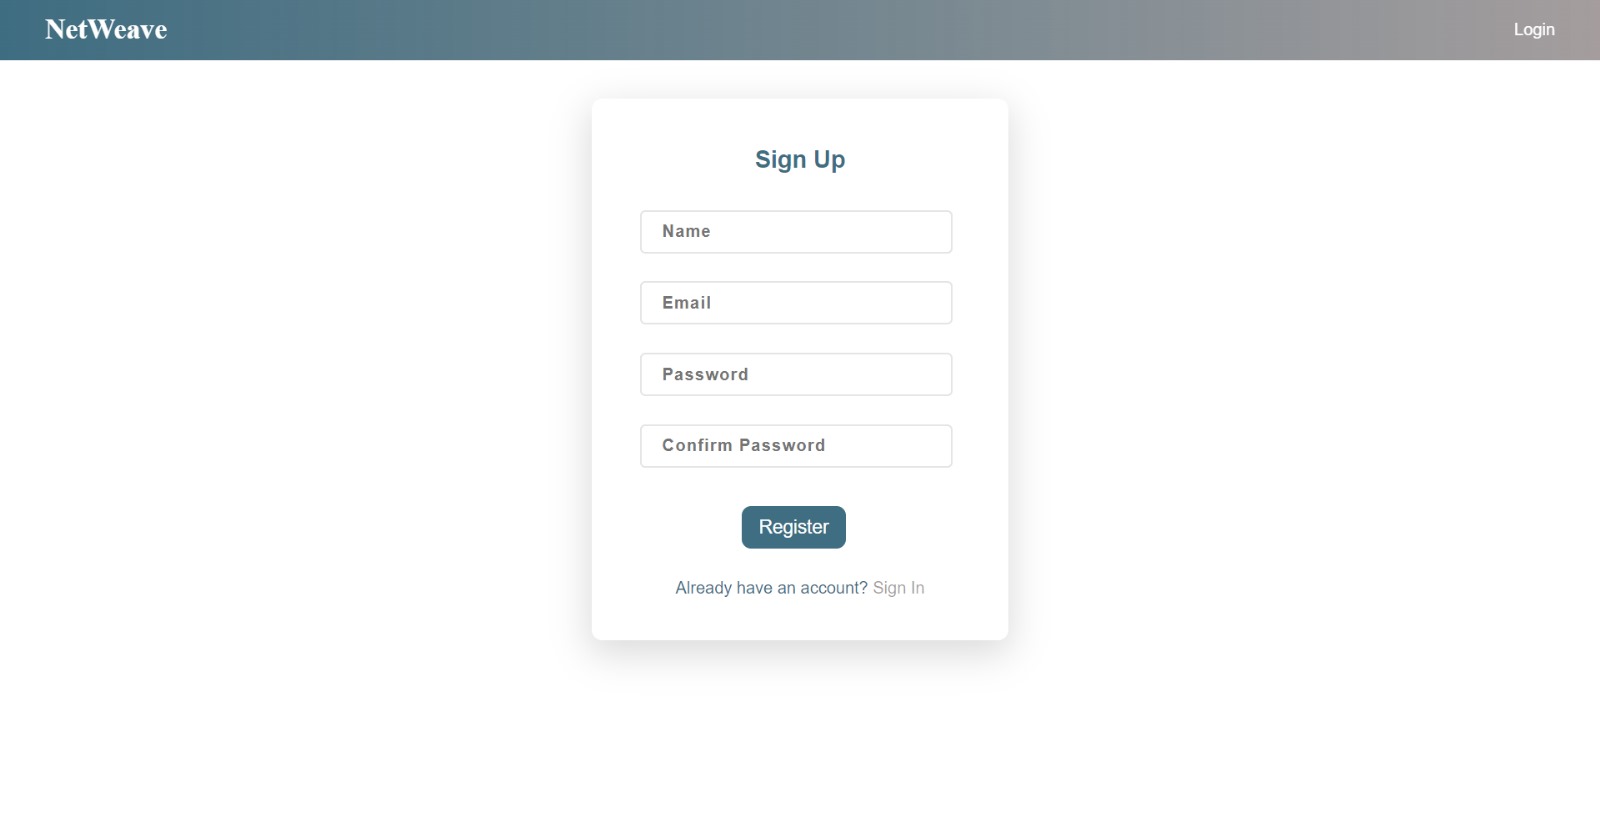 NetWeave
Login
Sign Up
Name
Email
Password
Confirm Password
Register
Already have an account? Sign In